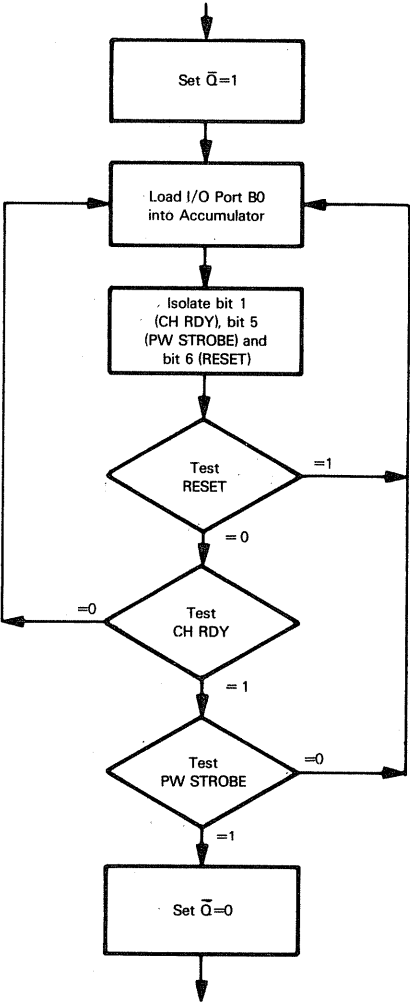 Set Q̅=1
Load I/O Port B0
into Accumulator
Isolate bit 1
(CH RDY), bit 5
(PW STROBE) and
bit 6 (RESET)
Test
RESET
=1
=0
Test
CH RDY
=0
=1
Test
PW STROBE
=0
=1
Set Q̅=0